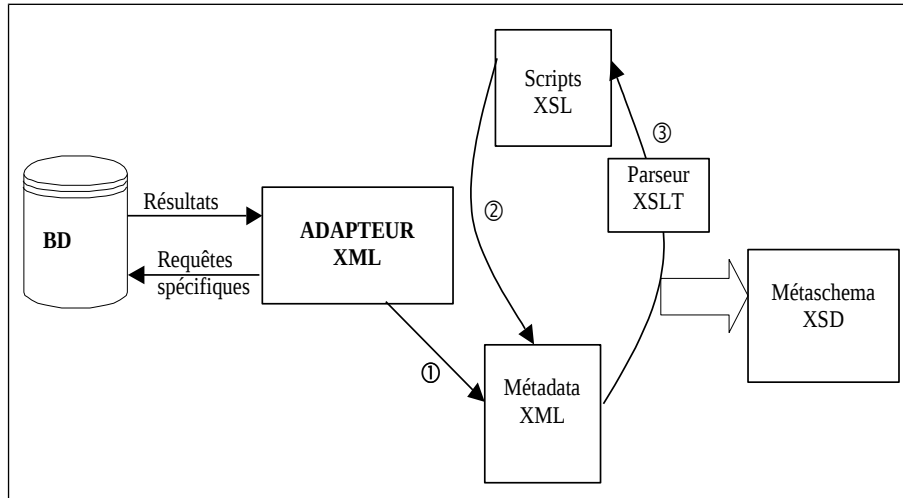 Scripts
XSL
③
Parseur
XSLT
Résultats
②
BD
ADAPTEUR
XML
Requêtes
spécifiques
Métaschema
XSD
①
Métadata
XML